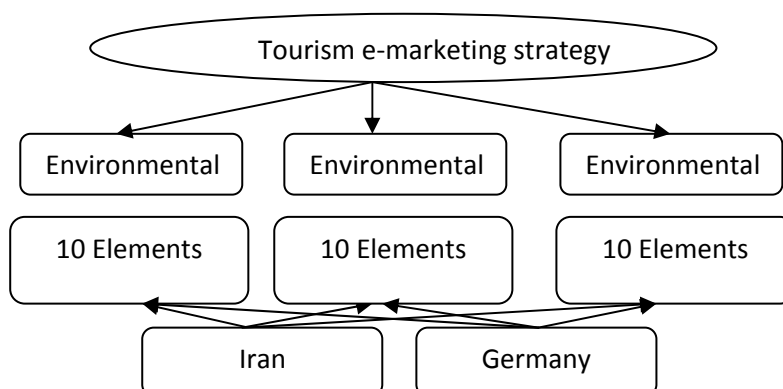 Tourism e-marketing strategy
Environmental
Environmental
Environmental
10 Elements
10 Elements
10 Elements
Iran
Germany